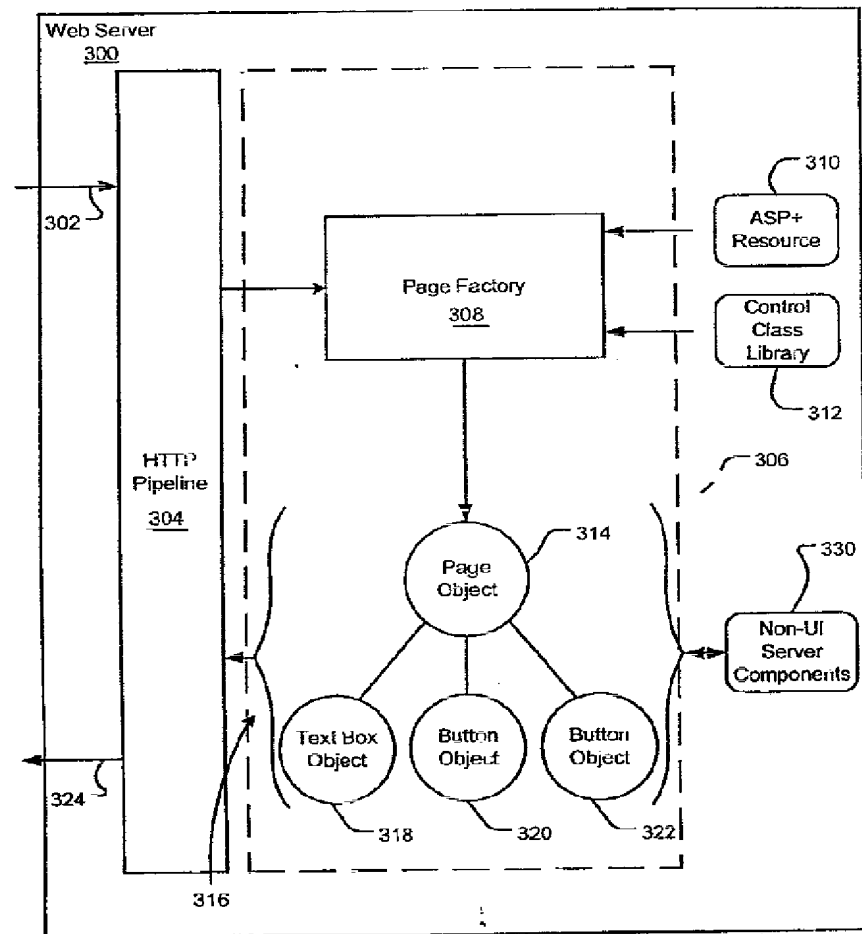 Web Server
300
302
310
ASP+
Resource
Page Factory
308
Control
Class
Library
312
HTTP
Pipeline
304
306
314
Page
Object
330
Non-UI
Server
Components
Text Box
Object
Button
Object
Button
Object
324
318
320
322
316